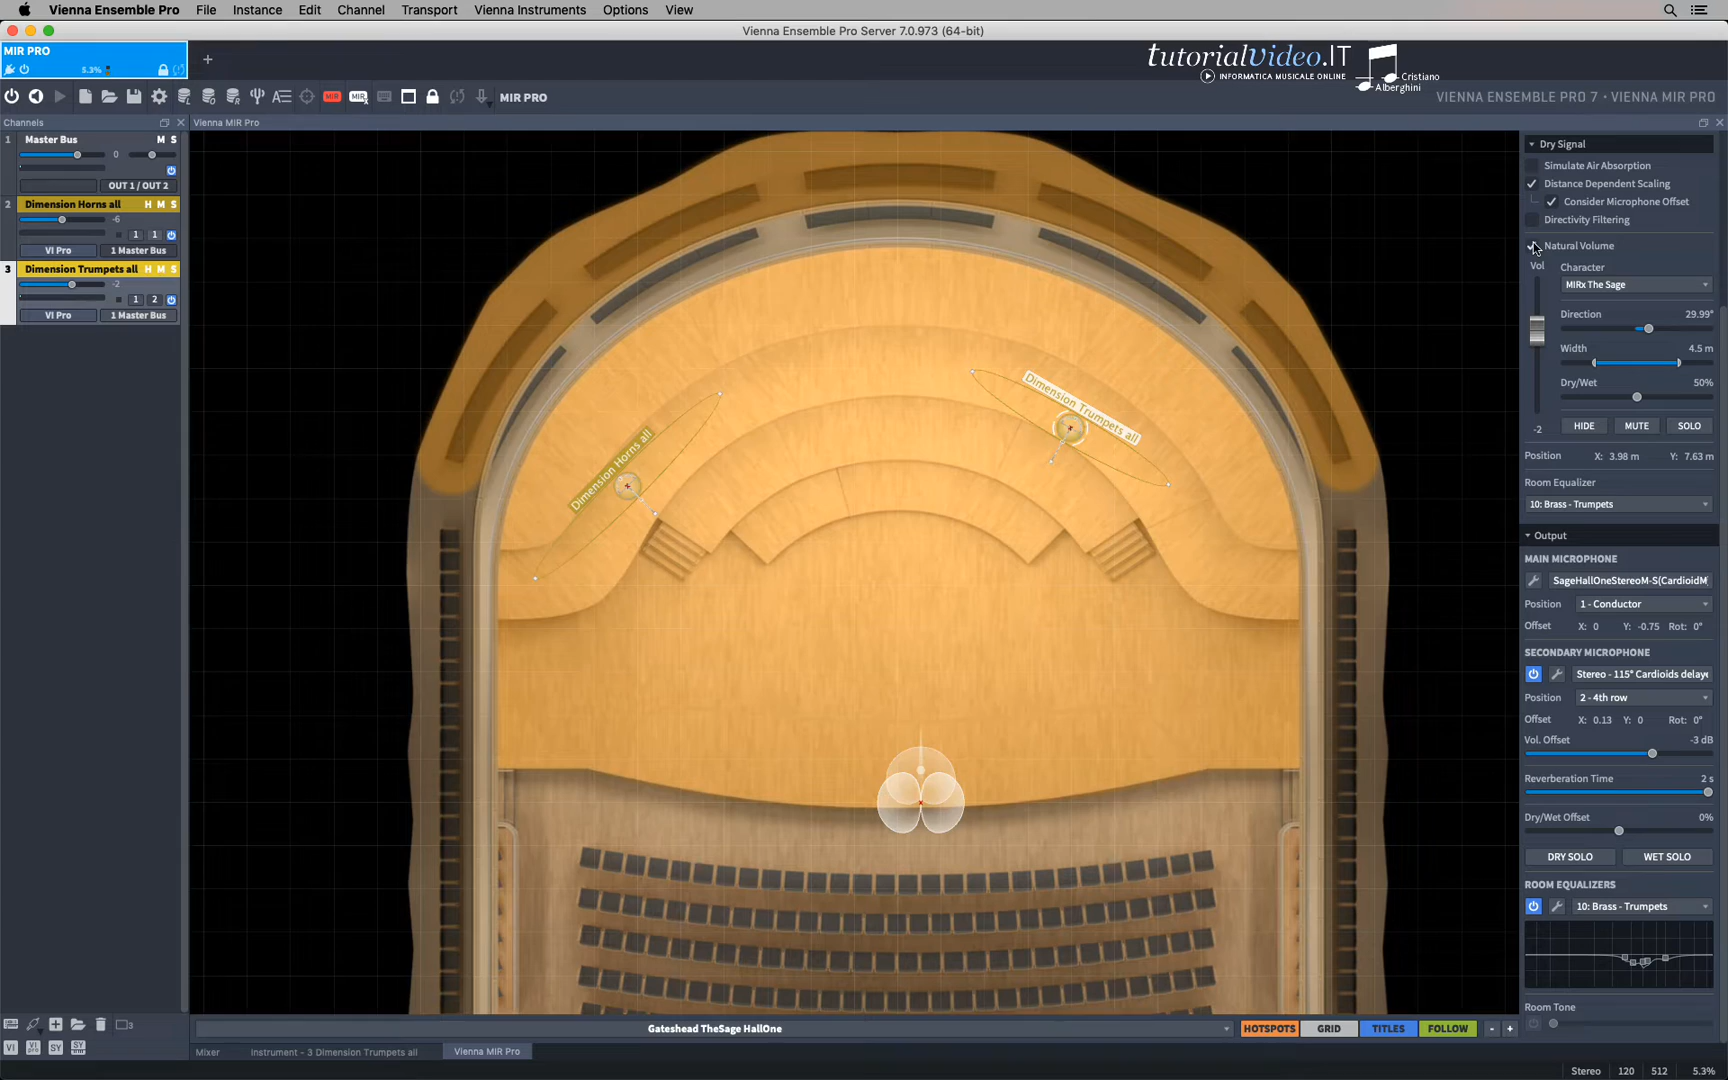 Vienna Ensemble Pro File Instance Edit Channel Transport Vienna Instruments Options View
Vienna Ensemble Pro Server 7.0.973 (64-bit)
MIR PRO
5.3%
+
tutorialVideo.IT
INFORMATICA MUSICALE ONLINE
Cristiano
Alberghini
MIR MIRx MIR PRO
VIENNA ENSEMBLE PRO 7 • VIENNA MIR PRO
Channels
Vienna MIR Pro
1 Master Bus M S
0
OUT 1 / OUT 2
2 Dimension Horns all H M S
-6
1 1
VI Pro 1 Master Bus
3 Dimension Trumpets all H M S
-2
1 2
VI Pro 1 Master Bus
Dimension Horns all
Dimension Trumpets all
Dry Signal
Simulate Air Absorption
Distance Dependent Scaling
Consider Microphone Offset
Directivity Filtering
Natural Volume
Vol
Character
MIRx The Sage
Direction 29.99°
Width 4.5 m
Dry/Wet 50%
-2 HIDE MUTE SOLO
Position X: 3.98 m Y: 7.63 m
Room Equalizer
10: Brass - Trumpets
Output
MAIN MICROPHONE
SageHallOneStereoM-S(CardioidM
Position 1 - Conductor
Offset X: 0 Y: -0.75 Rot: 0°
SECONDARY MICROPHONE
Stereo - 115° Cardioids delaye
Position 2 - 4th row
Offset X: 0.13 Y: 0 Rot: 0°
Vol. Offset -3 dB
Reverberation Time 2 s
Dry/Wet Offset 0%
DRY SOLO WET SOLO
ROOM EQUALIZERS
10: Brass - Trumpets
Room Tone
Gateshead TheSage HallOne
HOTSPOTS GRID TITLES FOLLOW - +
3
VI VI pro SY SY
Mixer Instrument - 3 Dimension Trumpets all Vienna MIR Pro
Stereo 120 512 5.3%